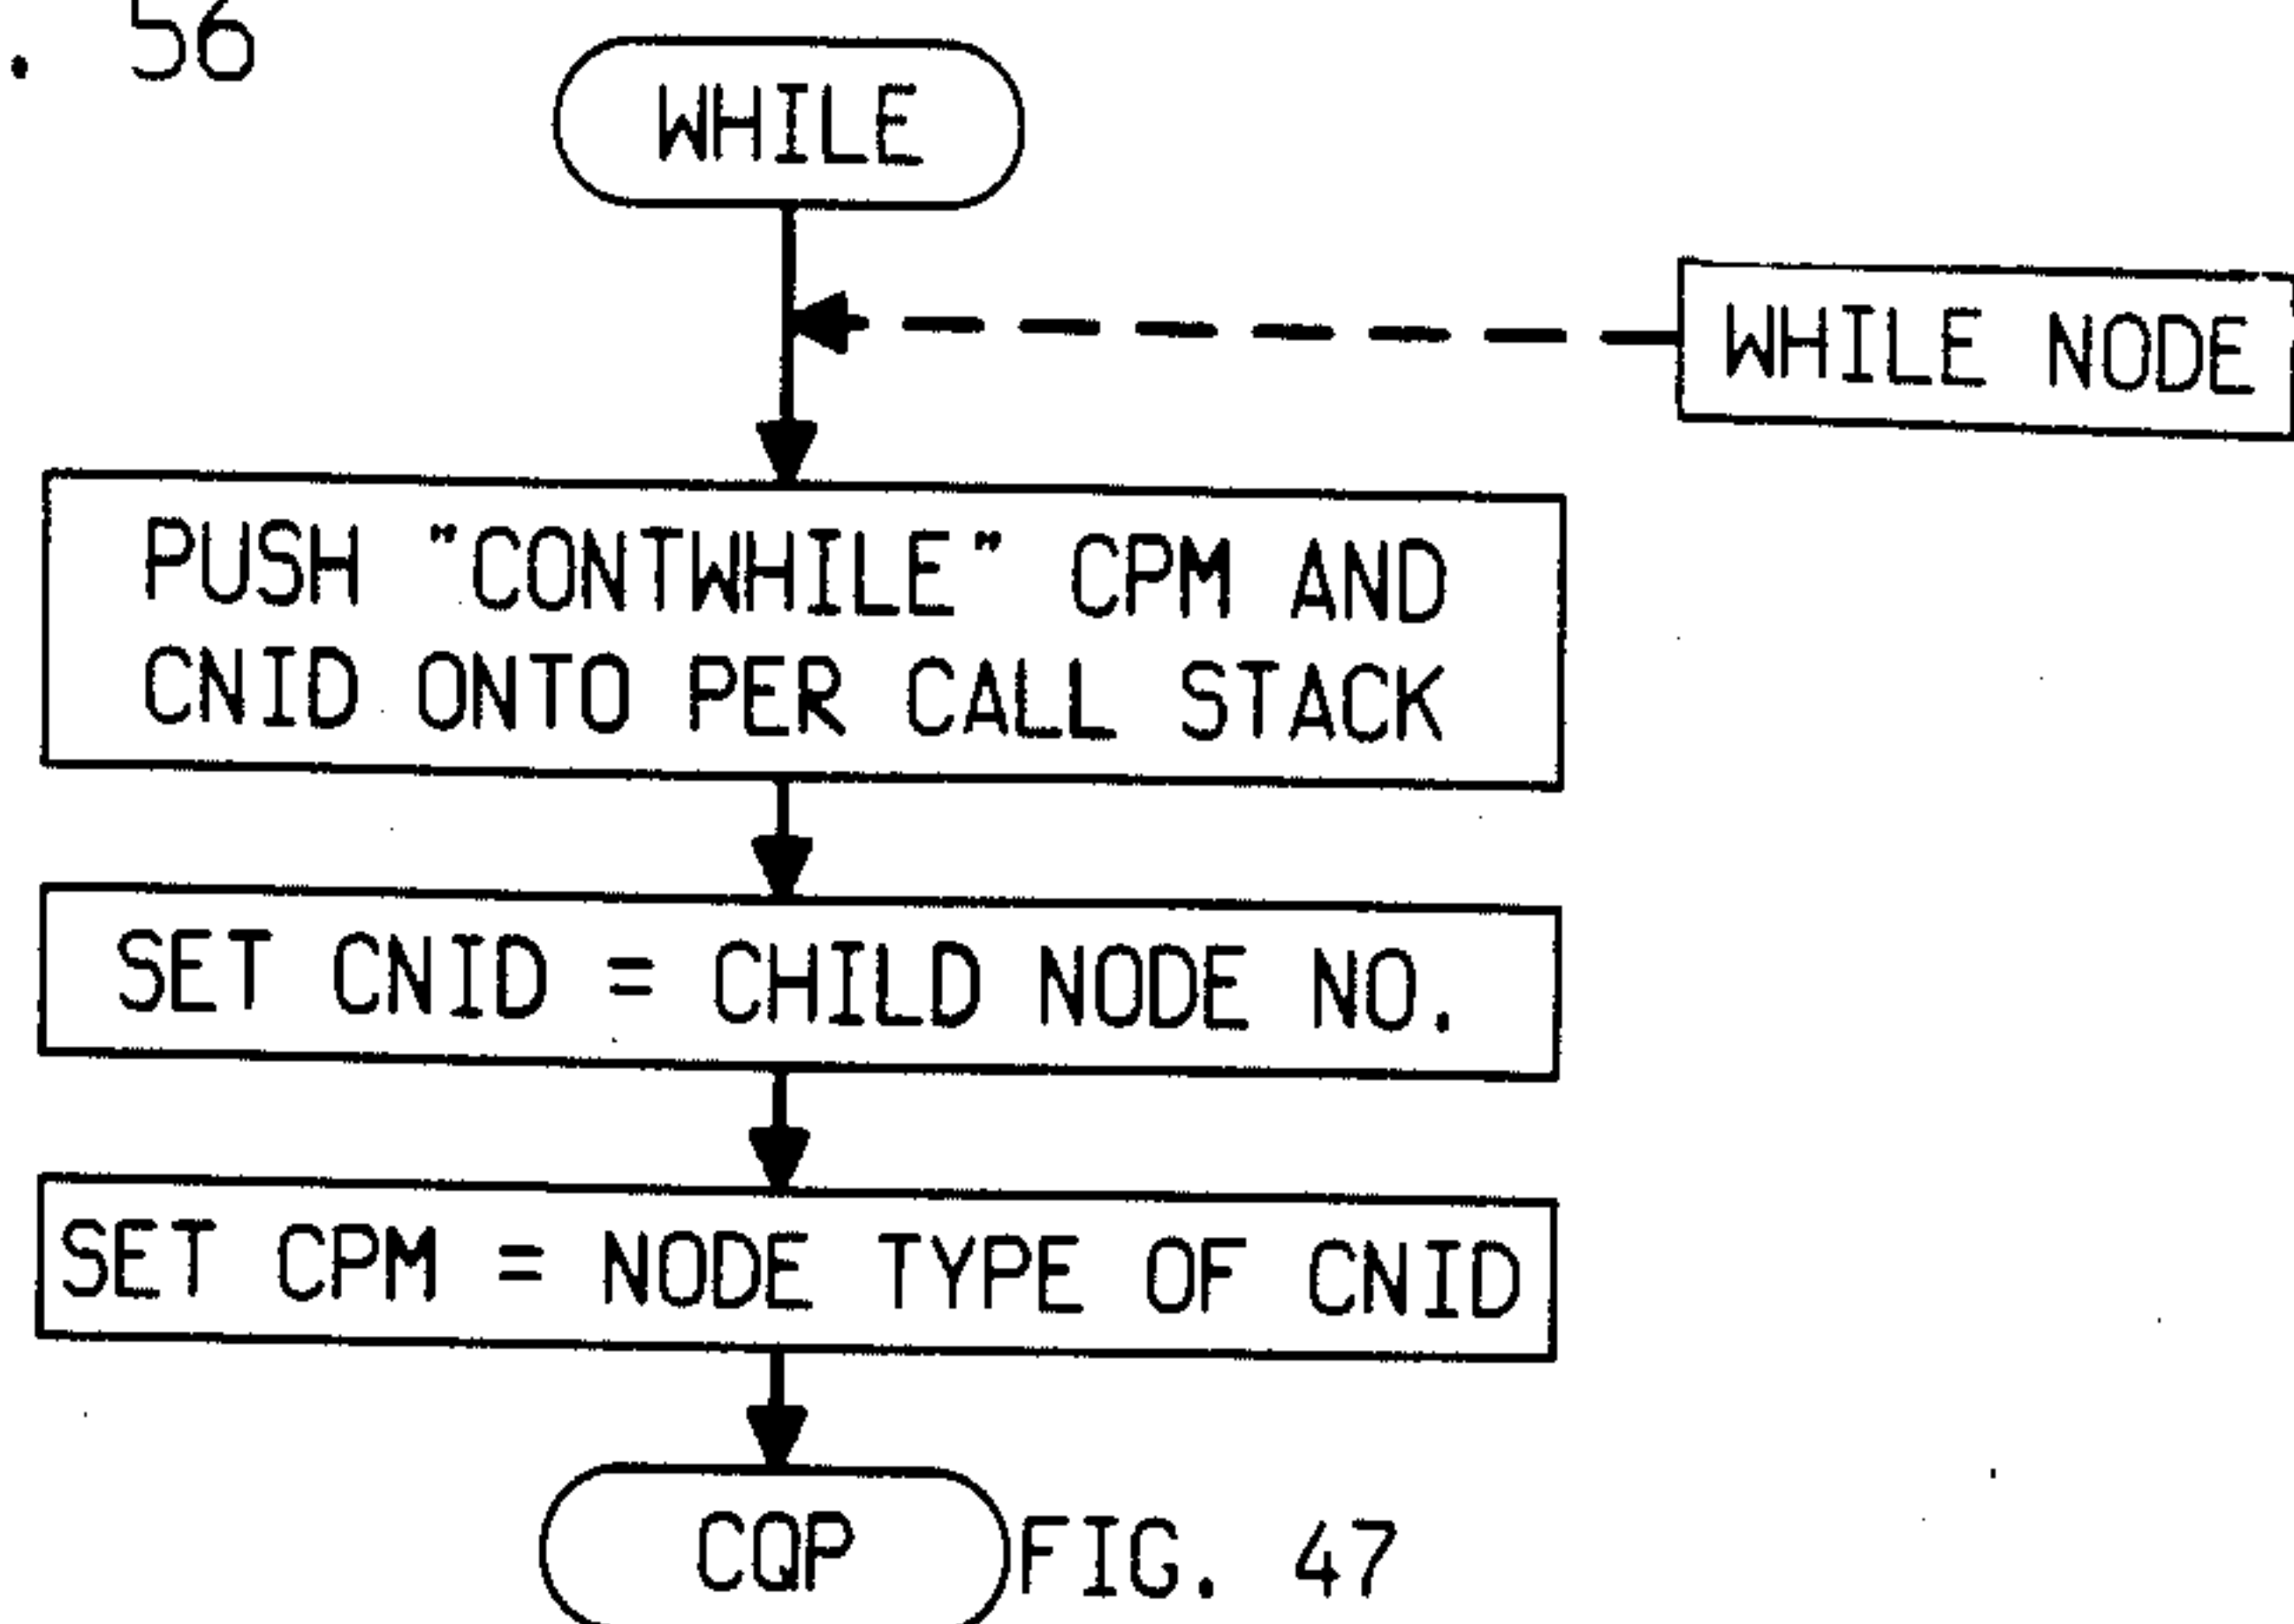 . 56
WHILE
WHILE NODE
PUSH "CONTWHILE" CPM AND
CNID ONTO PER CALL STACK
SET CNID = CHILD NODE NO.
SET CPM = NODE TYPE OF CNID
CQP
FIG. 47